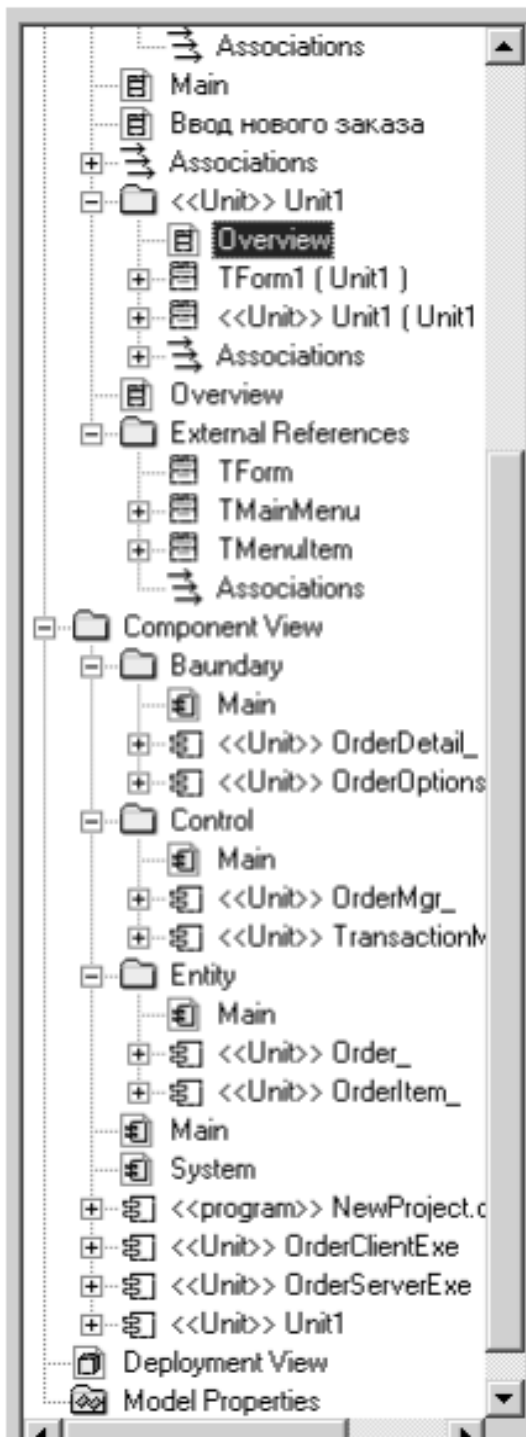 Associations
Main
Ввод нового заказа
Associations
<<Unit>> Unit1
Overview
TForm1 ( Unit1 )
<<Unit>> Unit1 ( Unit1
Associations
Overview
External References
TForm
TMainMenu
TMenuItem
Associations
Component View
Baundary
Main
<<Unit>> OrderDetail_
<<Unit>> OrderOptions
Control
Main
<<Unit>> OrderMgr_
<<Unit>> TransactionM
Entity
Main
<<Unit>> Order_
<<Unit>> OrderItem_
Main
System
<<program>> NewProject.d
<<Unit>> OrderClientExe
<<Unit>> OrderServerExe
<<Unit>> Unit1
Deployment View
Model Properties